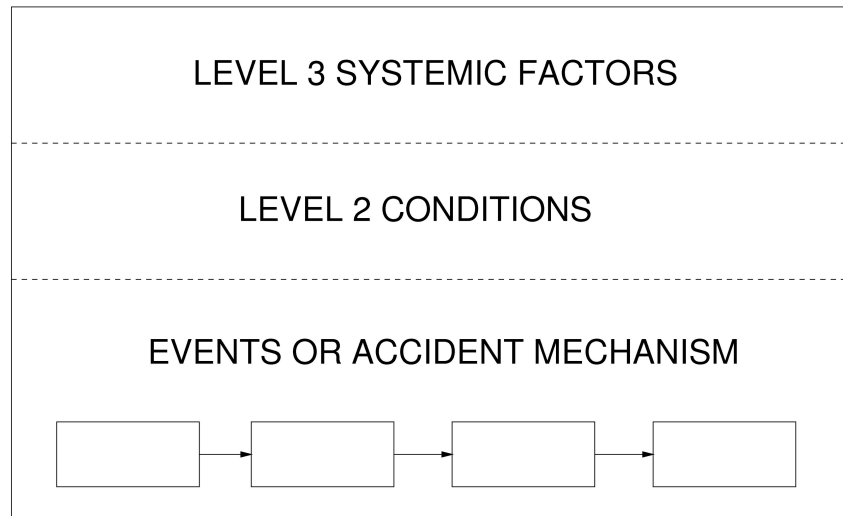 LEVEL 3 SYSTEMIC FACTORS
LEVEL 2 CONDITIONS
EVENTS OR ACCIDENT MECHANISM